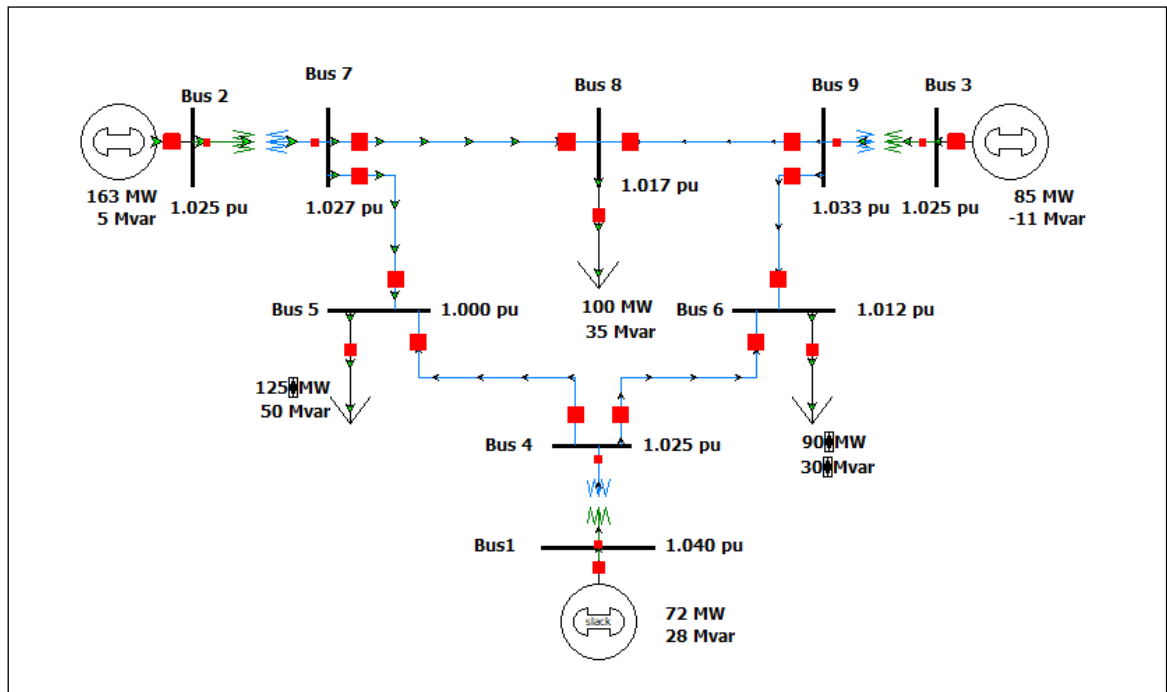 Bus 7
Bus 8
Bus 9
Bus 3
Bus 2
163 MW
5 Mvar
1.025 pu
1.027 pu
1.017 pu
1.033 pu
1.025 pu
85 MW
-11 Mvar
Bus 5
1.000 pu
100 MW
35 Mvar
Bus 6
1.012 pu
125 MW
50 Mvar
Bus 4
1.025 pu
90 MW
30 Mvar
Bus1
1.040 pu
slack
72 MW
28 Mvar